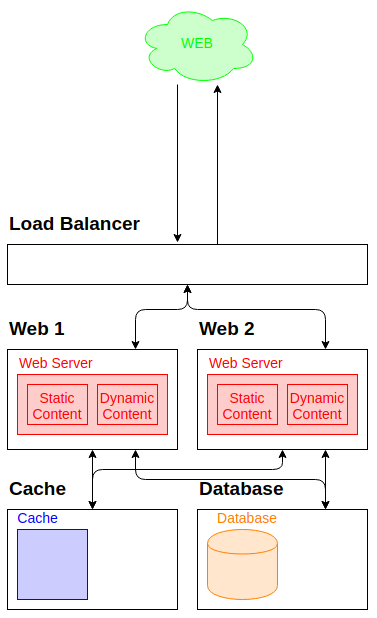 WEB
Load Balancer
Web 1
Web 2
Web Server
Web Server
Static
Content
Dynamic
Content
Static
Content
Dynamic
Content
Cache
Database
Cache
Database